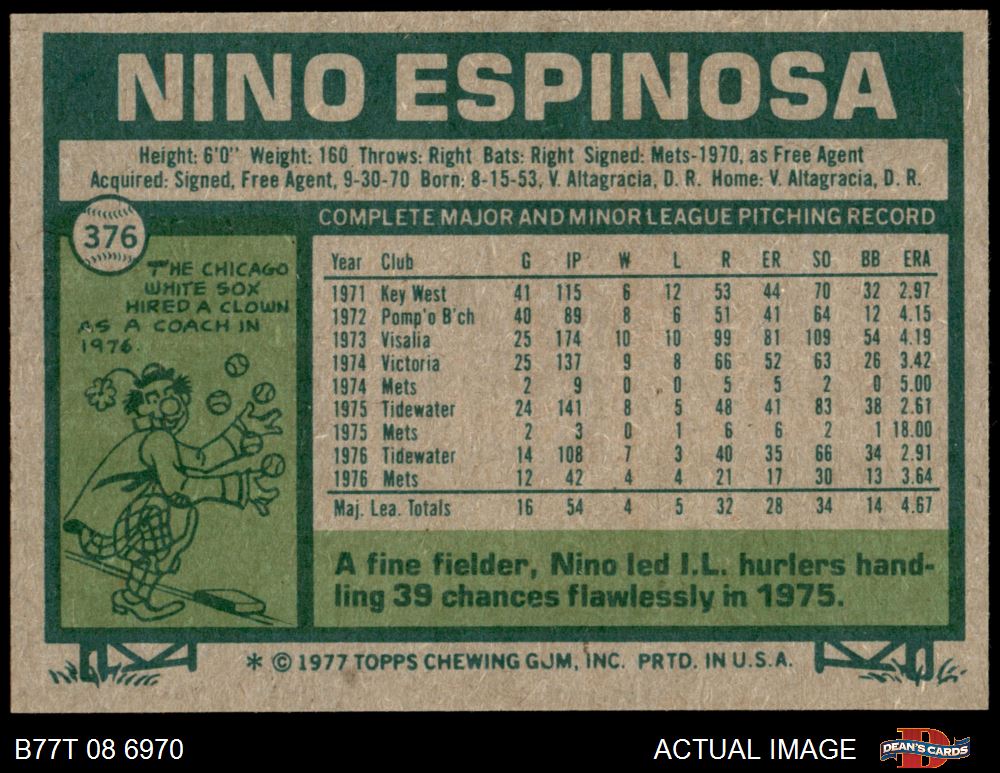 NINO ESPINOSA
Height: 6'0" Weight: 160 Throws: Right Bats: Right Signed: Mets-1970, as Free Agent
Acquired: Signed, Free Agent, 9-30-70 Born: 8-15-53, V. Altagracia, D. R. Home: V. Altagracia, D. R.
376
THE CHICAGO
WHITE SOX
HIRED A CLOWN
AS A COACH IN
1976.
COMPLETE MAJOR AND MINOR LEAGUE PITCHING RECORD
Year Club G IP W L R ER SO BB ERA
1971 Key West 41 115 6 12 53 44 70 32 2.97
1972 Pomp'o B'ch 40 89 8 6 51 41 64 12 4.15
1973 Visalia 25 174 10 10 99 81 109 54 4.19
1974 Victoria 25 137 9 8 66 52 63 26 3.42
1974 Mets 2 9 0 0 5 5 2 0 5.00
1975 Tidewater 24 141 8 5 48 41 83 38 2.61
1975 Mets 2 3 0 1 6 6 2 1 18.00
1976 Tidewater 14 108 7 3 40 35 66 34 2.91
1976 Mets 12 42 4 4 21 17 30 13 3.64
Maj. Lea. Totals 16 54 4 5 32 28 34 14 4.67
A fine fielder, Nino led I.L. hurlers hand-
ling 39 chances flawlessly in 1975.
* © 1977 TOPPS CHEWING GUM, INC. PRTD. IN U.S.A.
B77T 08 6970
ACTUAL IMAGE
DEAN'S CARDS